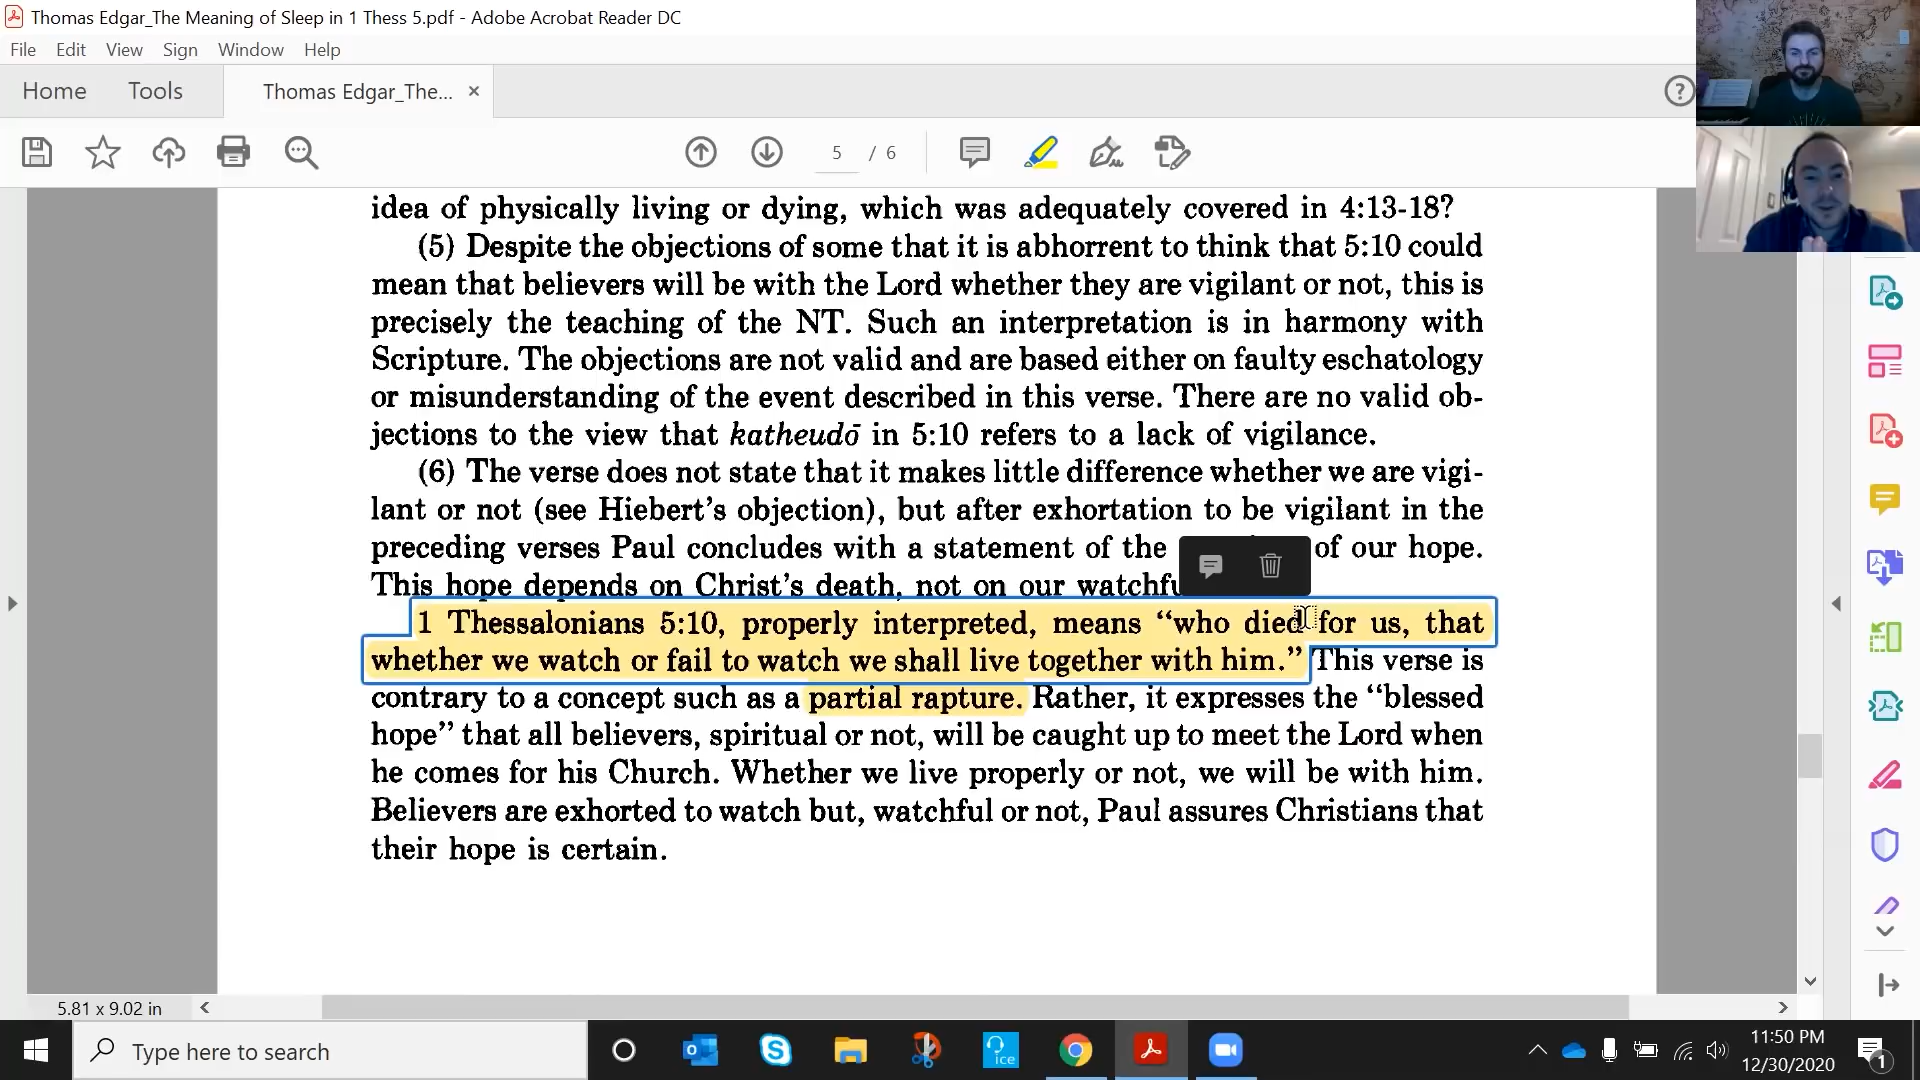 Thomas Edgar_The Meaning of Sleep in 1 Thess 5.pdf - Adobe Acrobat Reader DC
File Edit View Sign Window Help
Home Tools Thomas Edgar_The... ×
5 / 6
idea of physically living or dying, which was adequately covered in 4:13-18?
(5) Despite the objections of some that it is abhorrent to think that 5:10 could
mean that believers will be with the Lord whether they are vigilant or not, this is
precisely the teaching of the NT. Such an interpretation is in harmony with
Scripture. The objections are not valid and are based either on faulty eschatology
or misunderstanding of the event described in this verse. There are no valid ob-
jections to the view that katheudō in 5:10 refers to a lack of vigilance.
(6) The verse does not state that it makes little difference whether we are vigi-
lant or not (see Hiebert's objection), but after exhortation to be vigilant in the
preceding verses Paul concludes with a statement of the of our hope.
This hope depends on Christ's death, not on our
1 Thessalonians 5:10, properly interpreted, means “who died for us, that
whether we watch or fail to watch we shall live together with him.” This verse is
contrary to a concept such as a partial rapture. Rather, it expresses the “blessed
hope” that all believers, spiritual or not, will be caught up to meet the Lord when
he comes for his Church. Whether we live properly or not, we will be with him.
Believers are exhorted to watch but, watchful or not, Paul assures Christians that
their hope is certain.
5.81 x 9.02 in
Type here to search
ice
11:50 PM
12/30/2020
1